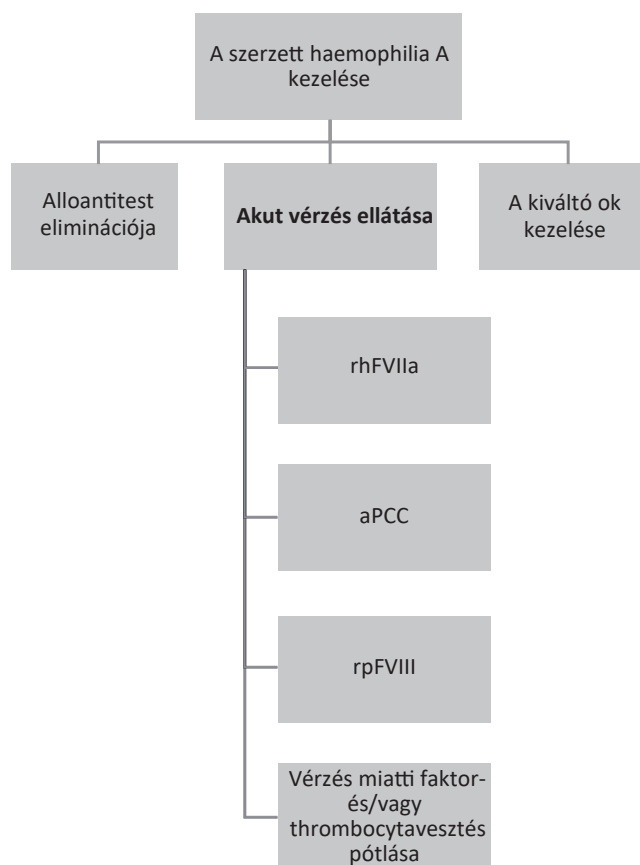 A szerzett haemophilia A
kezelése
Alloantitest
eliminációja
Akut vérzés ellátása
A kiváltó ok
kezelése
rhFVIIa
aPCC
rpFVIII
Vérzés miatti faktor-
és/vagy
thrombocytavesztés
pótlása